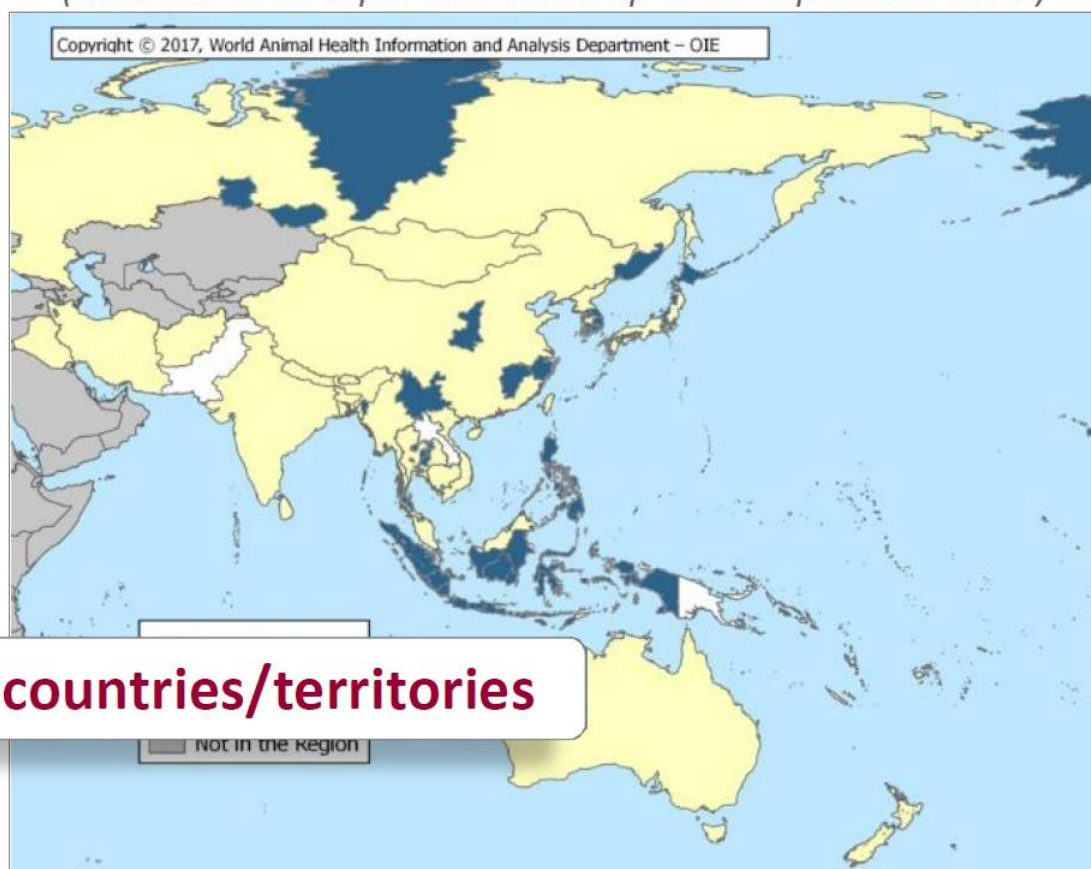 Copyright © 2017, World Animal Health Information and Analysis Department – OIE
countries/territories
Not in the Region